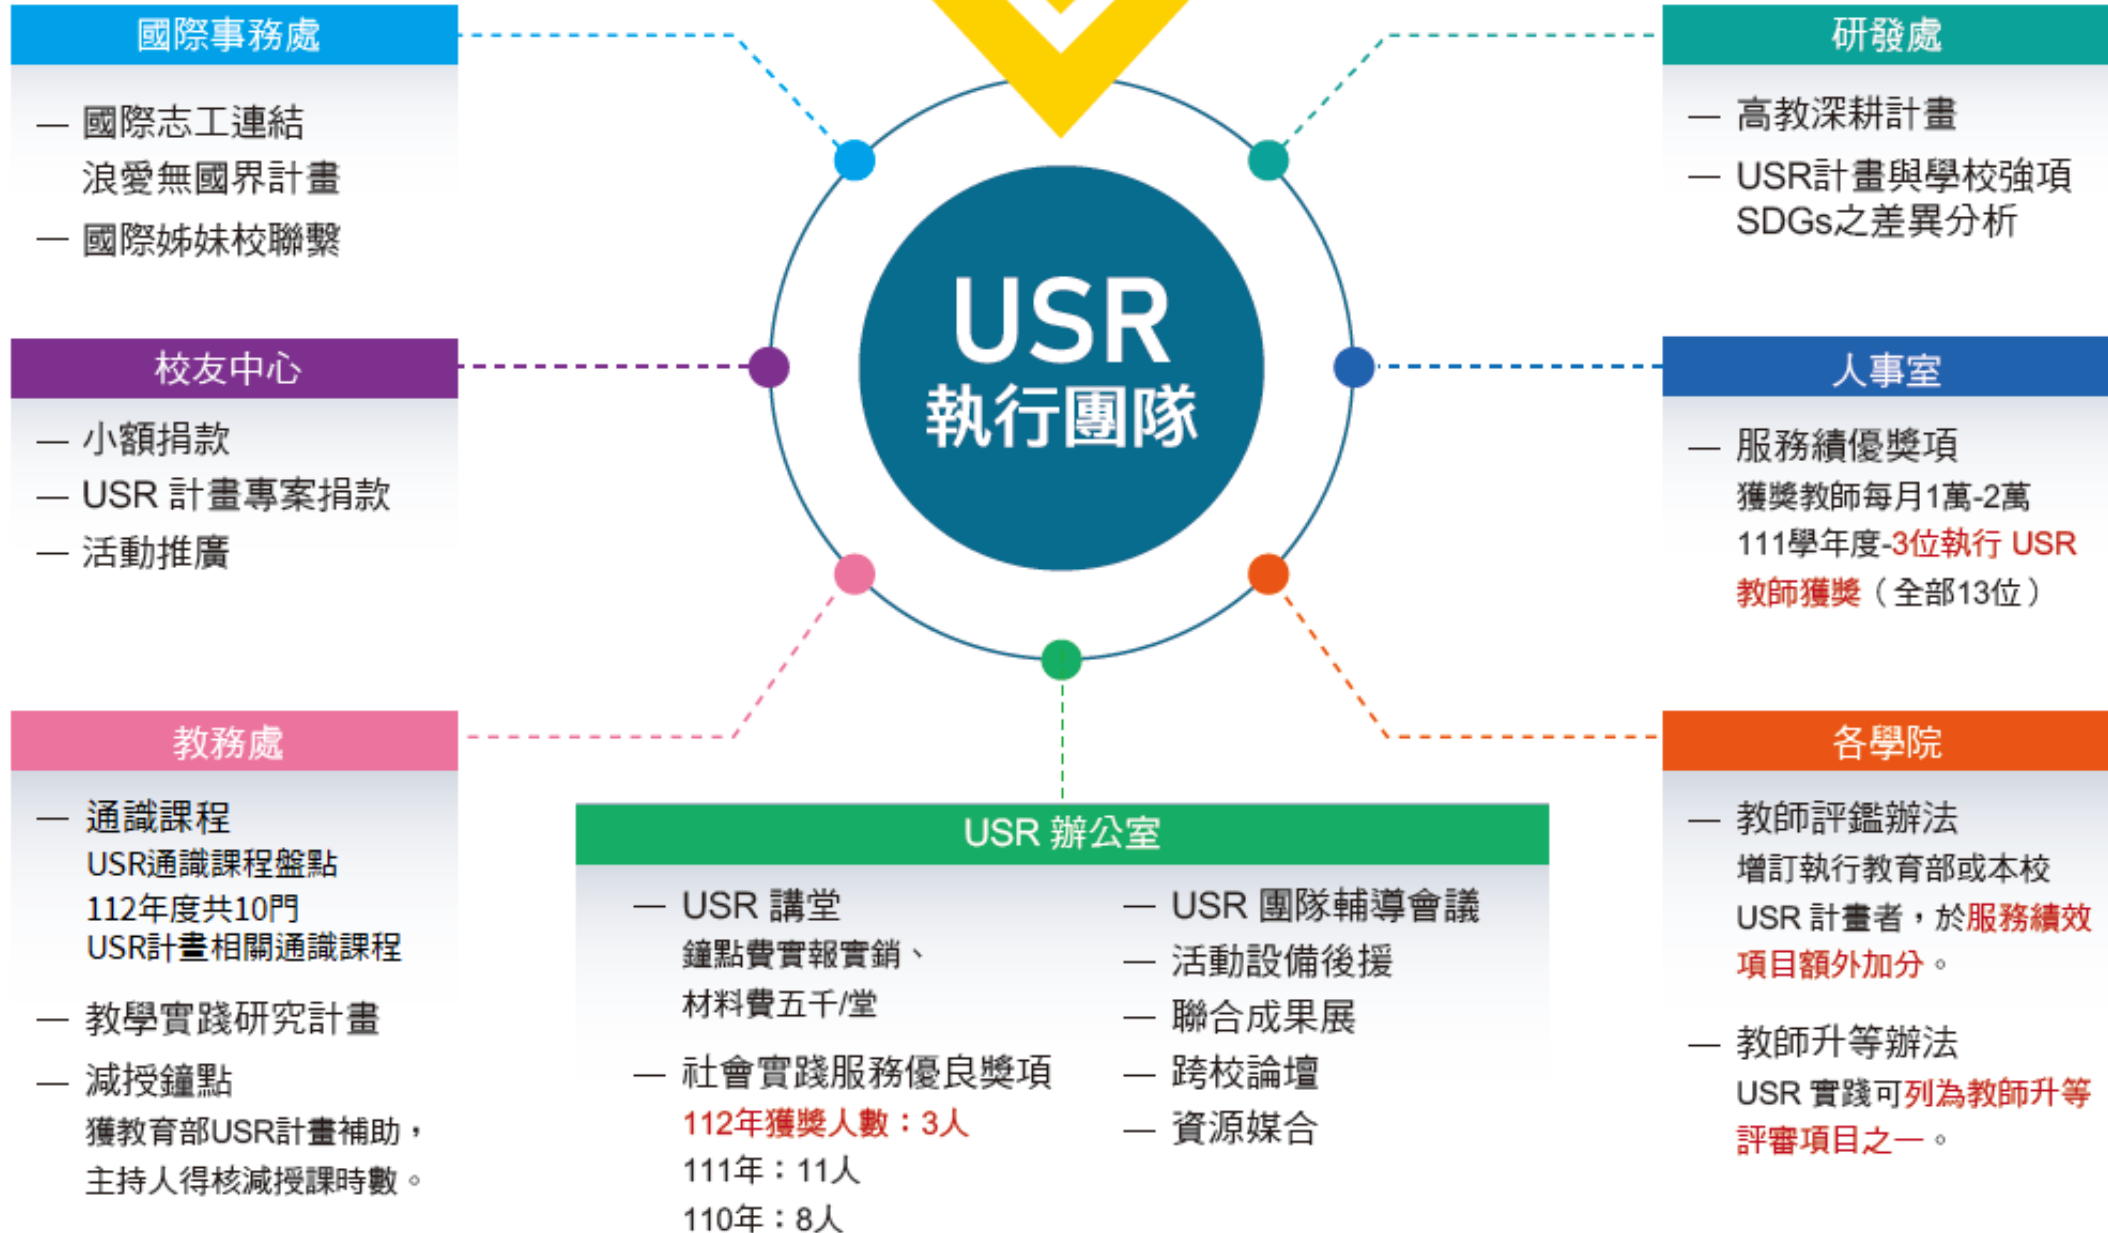 國際事務處
— 國際志工連結
浪愛無國界計畫
— 國際姊妹校聯繫
校友中心
— 小額捐款
— USR 計畫專案捐款
— 活動推廣
教務處
— 通識課程
USR通識課程盤點
112年度共10門
USR計畫相關通識課程
— 教學實踐研究計畫
— 減授鐘點
獲教育部USR計畫補助，
主持人得核減授課時數。
USR
執行團隊
USR 辦公室
— USR 講堂
鐘點費實報實銷、
材料費五千/堂
— 社會實踐服務優良獎項
112年獲獎人數：3人
111年：11人
110年：8人
— USR 團隊輔導會議
— 活動設備後援
— 聯合成果展
— 跨校論壇
— 資源媒合
研發處
— 高教深耕計畫
— USR計畫與學校強項
SDGs之差異分析
人事室
— 服務績優獎項
獲獎教師每月1萬-2萬
111學年度-3位執行 USR
教師獲獎（全部13位）
各學院
— 教師評鑑辦法
增訂執行教育部或本校
USR 計畫者，於服務績效
項目額外加分。
— 教師升等辦法
USR 實踐可列為教師升等
評審項目之一。